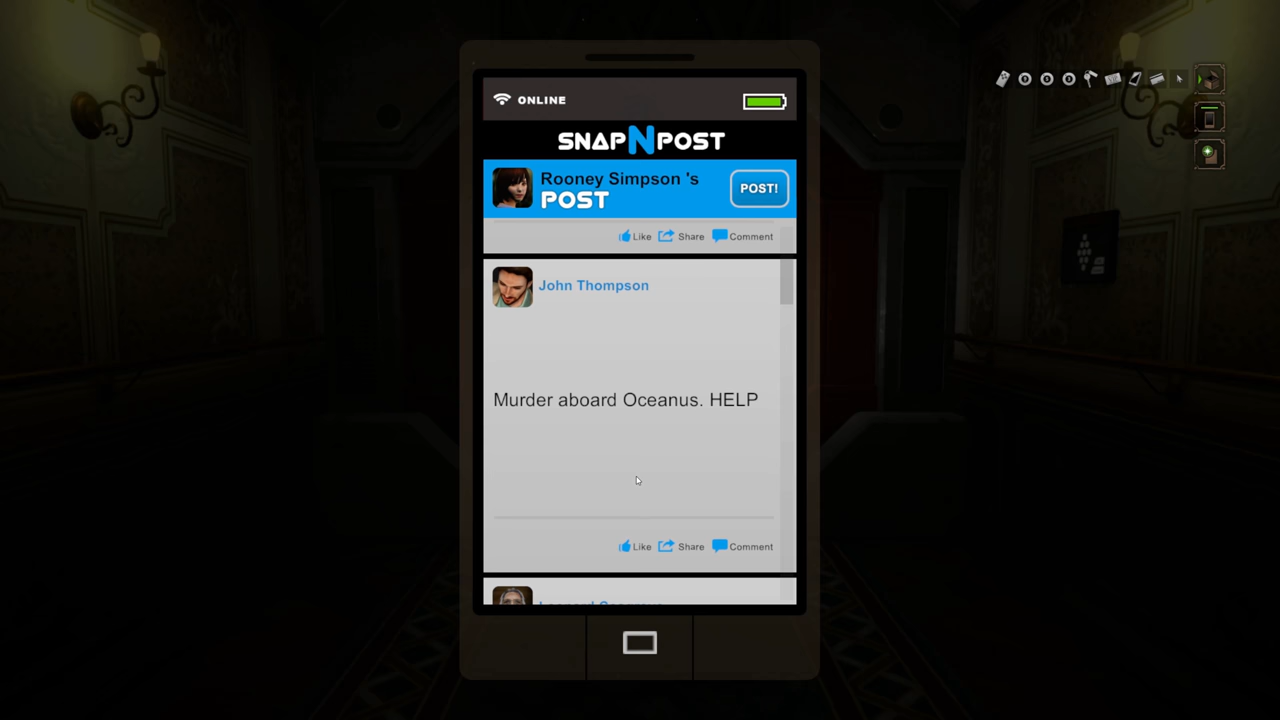 ONLINE
SNAPNPOST
Rooney Simpson 's
POST
POST!
Like Share Comment
John Thompson
Murder aboard Oceanus. HELP
Like Share Comment